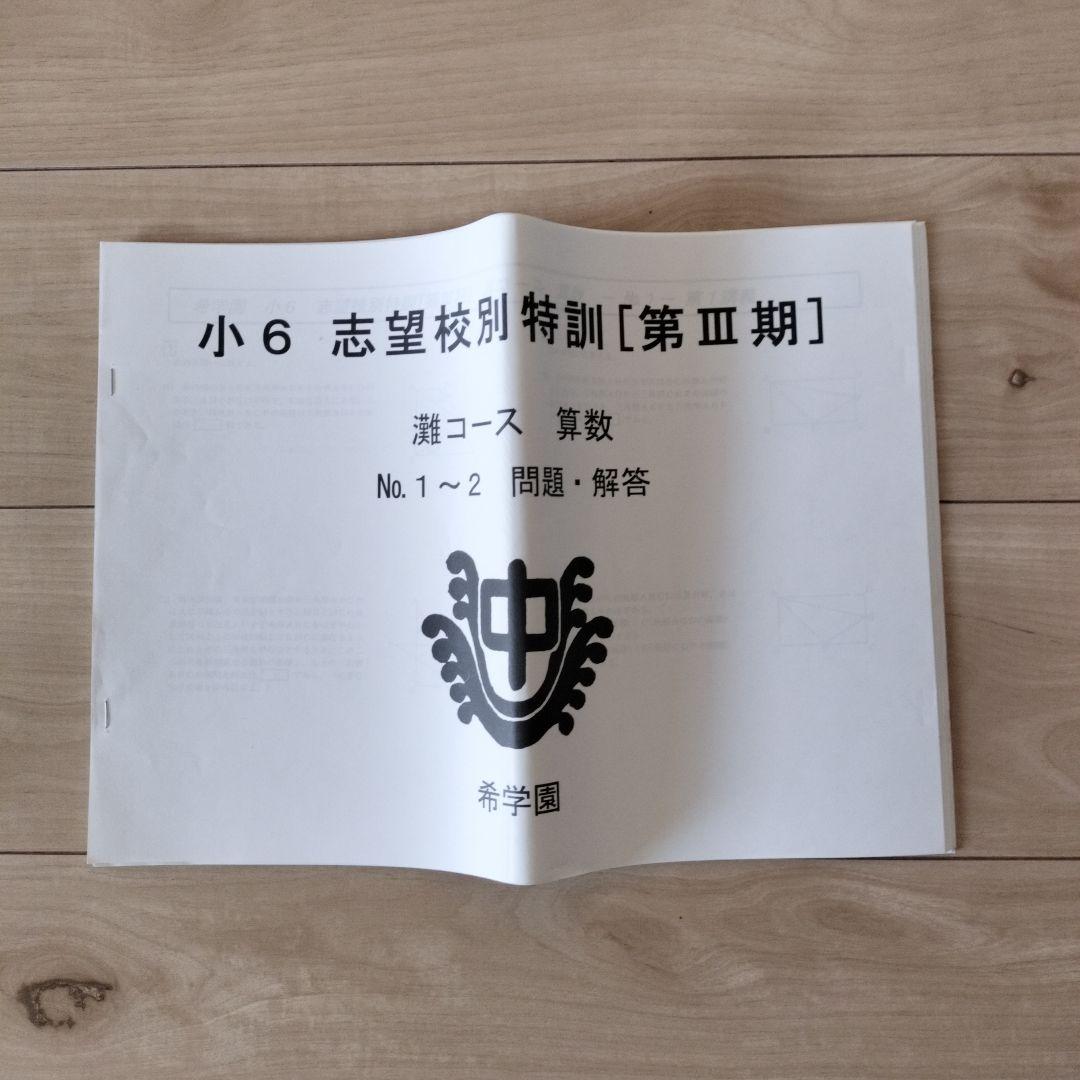 小6 志望校別特訓[第Ⅲ期]
灘コース 算数
No.1～2 問題・解答
中
希学園